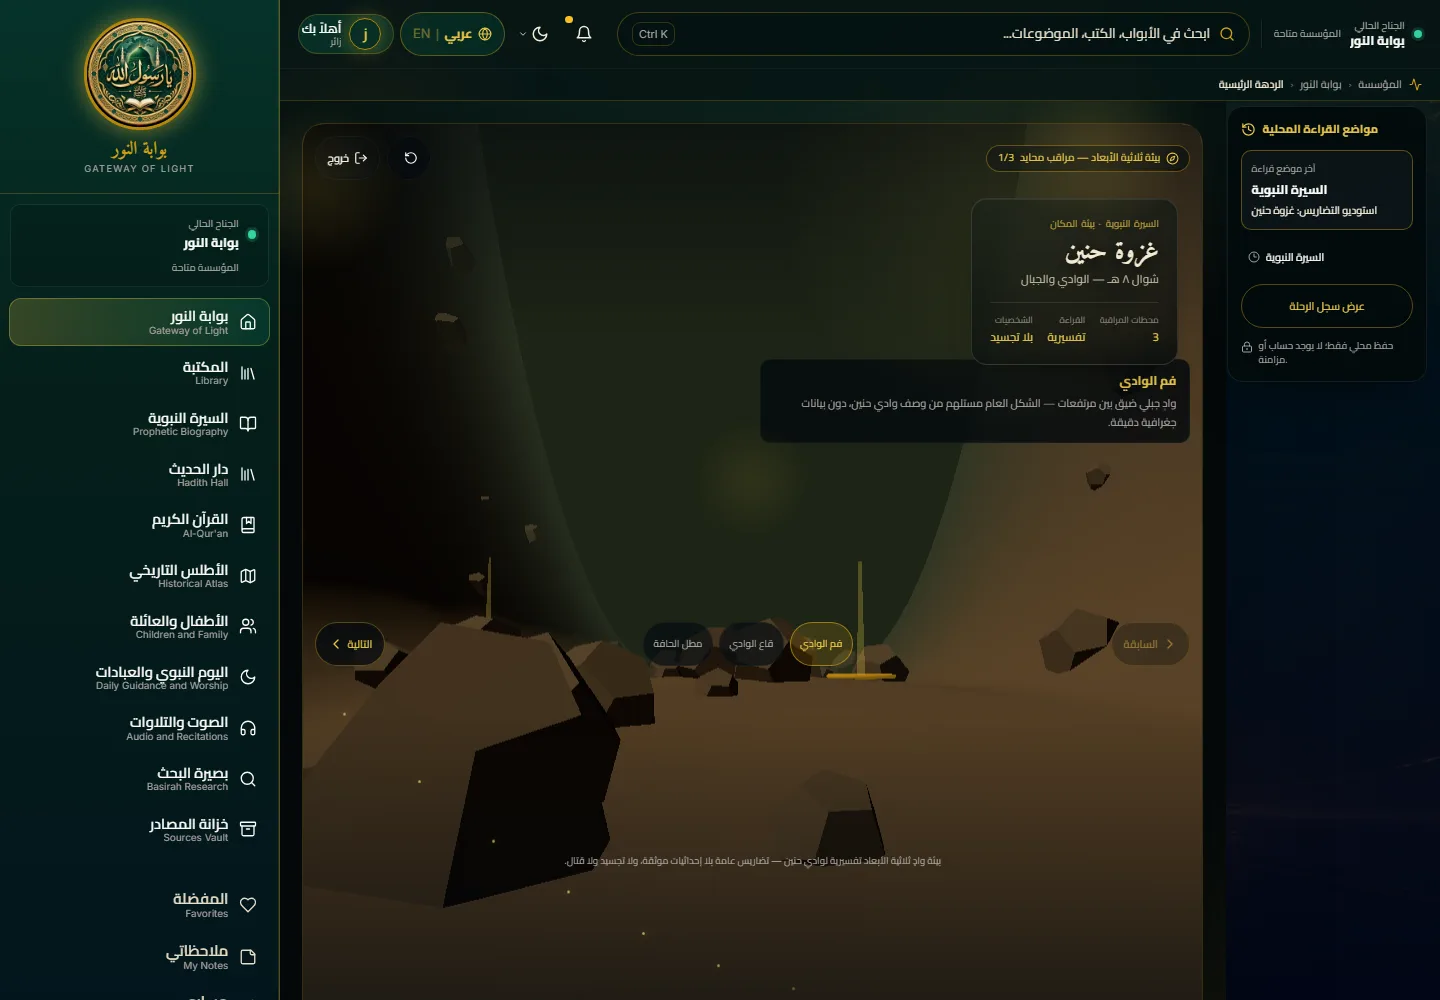 يا رسول الله
بوابة النور
GATEWAY OF LIGHT
الجناح الحالي
بوابة النور
المؤسسة متاحة
بوابة النور
Gateway of Light
المكتبة
Library
السيرة النبوية
Prophetic Biography
دار الحديث
Hadith Hall
القرآن الكريم
Al-Qur'an
الأطلس التاريخي
Historical Atlas
الأطفال والعائلة
Children and Family
اليوم النبوي والعبادات
Daily Guidance and Worship
الصوت والتلاوات
Audio and Recitations
بصيرة البحث
Basirah Research
خزانة المصادر
Sources Vault
المفضلة
Favorites
ملاحظاتي
My Notes
الجناح الحالي
بوابة النور
المؤسسة متاحة
ابحث في الأبواب، الكتب، الموضوعات...
Ctrl K
عربي | EN
ز
أهلاً بك
زائر
المؤسسة › بوابة النور › الردهة الرئيسية
مواضع القراءة المحلية
آخر موضع قراءة
السيرة النبوية
استوديو التضاريس: غزوة حنين
السيرة النبوية
عرض سجل الرحلة
حفظ محلي فقط؛ لا يوجد حساب أو
مزامنة.
بيئة ثلاثية الأبعاد — مراقب محايد 1/3
خروج
السيرة النبوية · بيئة المكان
غزوة حنين
شوال ٨ هـ — الوادي والجبال
محطات المراقبة
3
القراءة
تفسيرية
الشخصيات
بلا تجسيد
فم الوادي
وادٍ جبلي ضيق بين مرتفعات — الشكل العام مستلهم من وصف وادي حنين، دون بيانات
جغرافية دقيقة.
السابقة
فم الوادي
قاع الوادي
مطل الحافة
التالية
بيئة وادٍ ثلاثية الأبعاد تفسيرية لوادي حنين — تضاريس عامة بلا إحداثيات موثقة، ولا تجسيد ولا قتال.